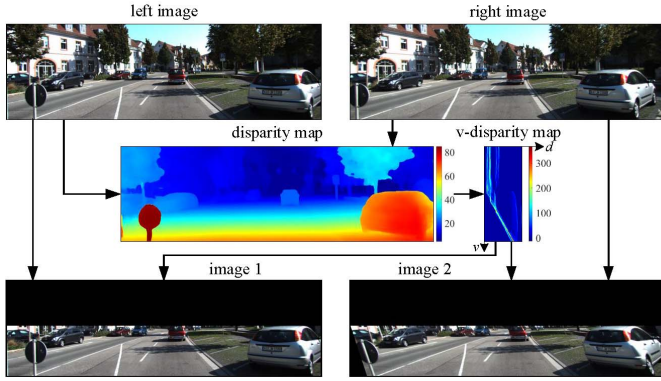 left image
right image
disparity map
v-disparity map
d
80
60
40
20
300
200
100
0
v
image 1
image 2